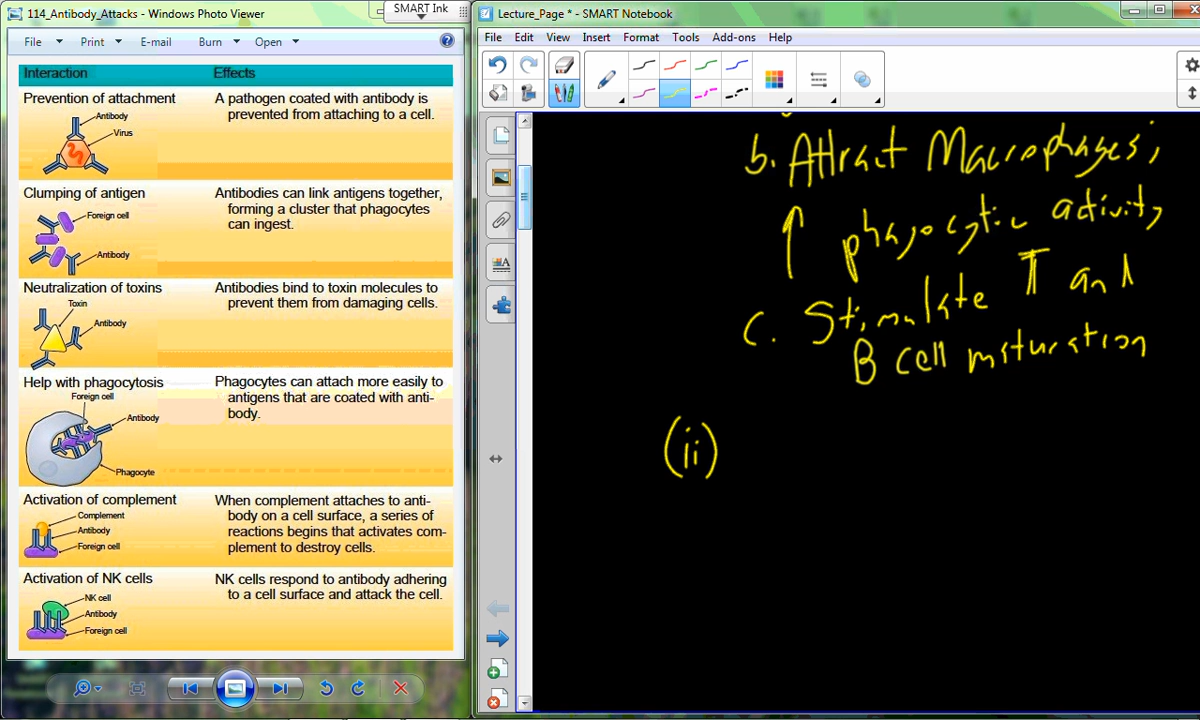 114_Antibody_Attacks - Windows Photo Viewer
SMART Ink
File Print E-mail Burn Open
Interaction Effects
Prevention of attachment
Antibody
Virus
A pathogen coated with antibody is
prevented from attaching to a cell.
Clumping of antigen
Foreign cell
Antibody
Antibodies can link antigens together,
forming a cluster that phagocytes
can ingest.
Neutralization of toxins
Toxin
Antibody
Antibodies bind to toxin molecules to
prevent them from damaging cells.
Help with phagocytosis
Foreign cell
Antibody
Phagocyte
Phagocytes can attach more easily to
antigens that are coated with anti-
body.
Activation of complement
Complement
Antibody
Foreign cell
When complement attaches to anti-
body on a cell surface, a series of
reactions begins that activates com-
plement to destroy cells.
Activation of NK cells
NK cell
Antibody
Foreign cell
NK cells respond to antibody adhering
to a cell surface and attack the cell.
Lecture_Page * - SMART Notebook
File Edit View Insert Format Tools Add-ons Help
b. Attract Macrophages;
↑ phagocytic activity
c. Stimulate T and
B cell maturation
(ii)